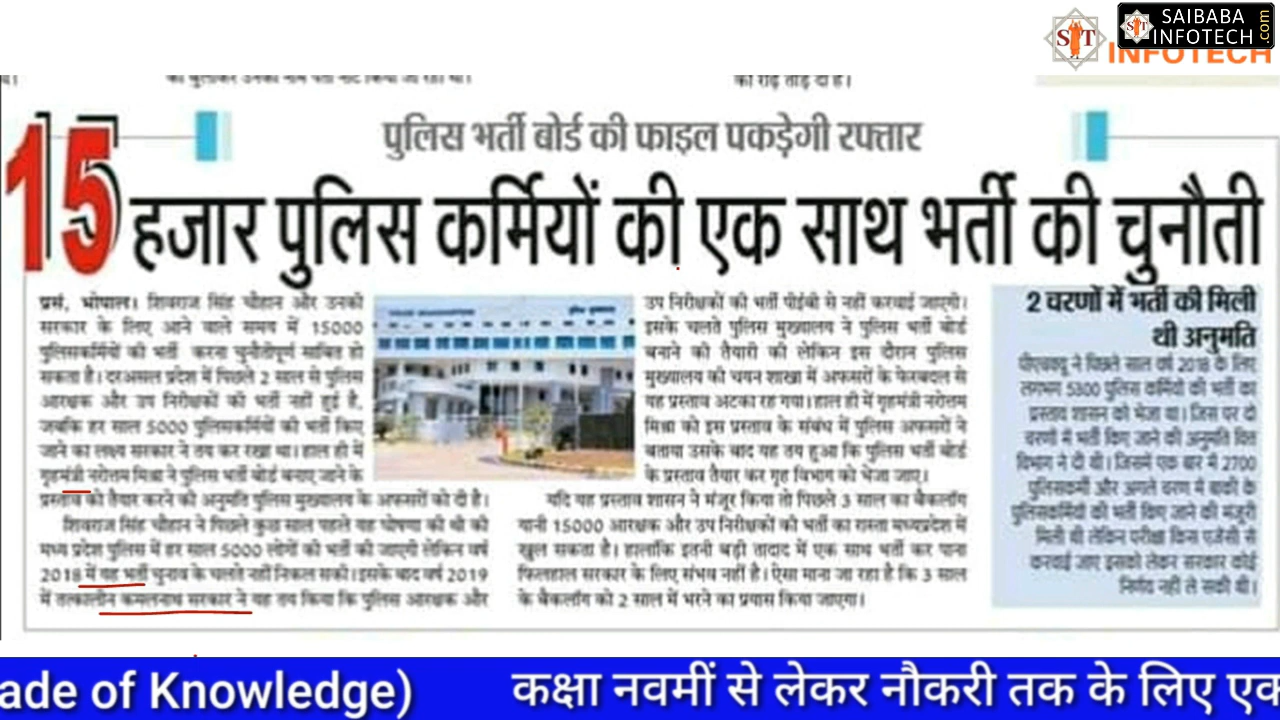 SAIBABA
INFOTECH.com
SIT
INFOTECH
पुलिस भर्ती बोर्ड की फाइल पकड़ेगी रफ्तार
15 हजार पुलिस कर्मियों की एक साथ भर्ती की चुनौती
प्रसं, भोपाल। शिवराज सिंह चौहान और उनकी
सरकार के लिए आने वाले समय में 15000
पुलिसकर्मियों की भर्ती करना चुनौतीपूर्ण साबित हो
सकता है। दरअसल प्रदेश में पिछले 2 साल से पुलिस
आरक्षक और उप निरीक्षकों की भर्ती नहीं हुई है,
जबकि हर साल 5000 पुलिसकर्मियों की भर्ती किए
जाने का लक्ष्य सरकार ने तय कर रखा था। हाल ही में
गृहमंत्री नरोत्तम मिश्रा ने पुलिस भर्ती बोर्ड बनाए जाने के
प्रस्ताव को तैयार करने की अनुमति पुलिस मुख्यालय के अफसरों को दी है।
शिवराज सिंह चौहान ने पिछले कुछ साल पहले यह घोषणा की थी की
मध्य प्रदेश पुलिस में हर साल 5000 लोगों की भर्ती की जाएगी लेकिन वर्ष
2018 में यह भर्ती चुनाव के चलते नहीं निकल सकी। इसके बाद वर्ष 2019
में तत्कालीन कमलनाथ सरकार ने यह तय किया कि पुलिस आरक्षक और
उप निरीक्षकों की भर्ती पीईबी से नहीं करवाई जाएगी।
इसके चलते पुलिस मुख्यालय ने पुलिस भर्ती बोर्ड
बनाने की तैयारी की लेकिन इस दौरान पुलिस
मुख्यालय की चयन शाखा में अफसरों के फेरबदल से
यह प्रस्ताव अटका रह गया। हाल ही में गृहमंत्री नरोत्तम
मिश्रा को इस प्रस्ताव के संबंध में पुलिस अफसरों ने
बताया उसके बाद यह तय हुआ कि पुलिस भर्ती बोर्ड
के प्रस्ताव तैयार कर गृह विभाग को भेजा जाए।
यदि यह प्रस्ताव शासन ने मंजूर किया तो पिछले 3 साल का बैकलॉग
यानी 15000 आरक्षक और उप निरीक्षकों की भर्ती का रास्ता मध्यप्रदेश में
खुल सकता है। हालांकि इतनी बड़ी तादाद में एक साथ भर्ती कर पाना
फिलहाल सरकार के लिए संभव नहीं है। ऐसा माना जा रहा है कि 3 साल
के बैकलॉग को 2 साल में भरने का प्रयास किया जाएगा।
2 चरणों में भर्ती की मिली
थी अनुमति
पीएचक्यू ने पिछले साल वर्ष 2018 के लिए
लगभग 5300 पुलिस कर्मियों की भर्ती का
प्रस्ताव शासन को भेजा था। जिस पर दो
चरणों में भर्ती किए जाने की अनुमति वित्त
विभाग ने दी थी। जिसमें एक बार में 2700
पुलिसकर्मी और अगले चरण में बाकी के
पुलिसकर्मियों की भर्ती किए जाने की मंजूरी
मिली थी लेकिन परीक्षा किस एजेंसी से
करवाई जाए इसको लेकर सरकार कोई
निर्णय नहीं ले सकी थी।
ade of Knowledge) कक्षा नवमीं से लेकर नौकरी तक के लिए एक